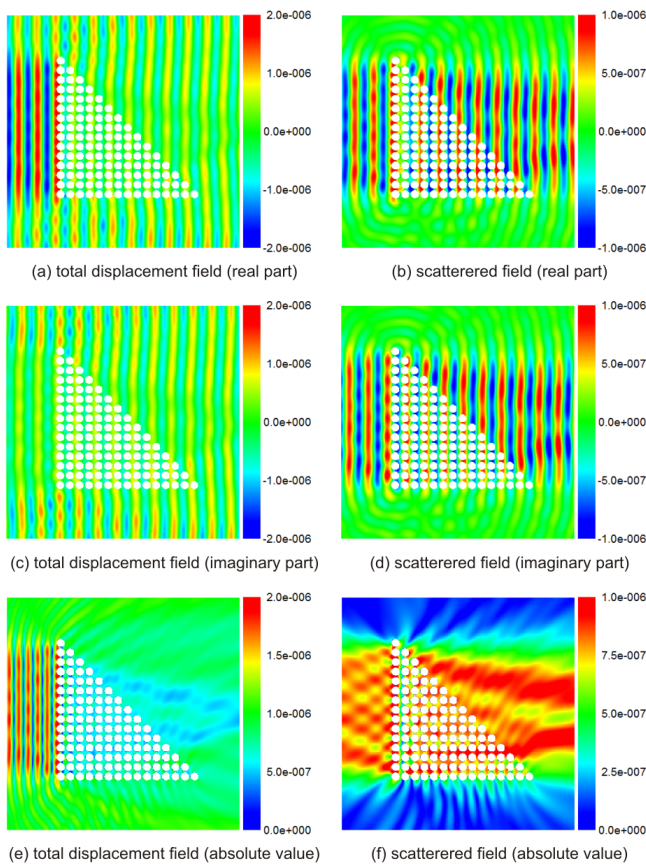 2.0e-006
1.0e-006
0.0e+000
-1.0e-006
-2.0e-006
1.0e-006
5.0e-007
0.0e+000
-5.0e-007
-1.0e-006
(a) total displacement field (real part)
(b) scatterered field (real part)
2.0e-006
1.0e-006
0.0e+000
-1.0e-006
-2.0e-006
1.0e-006
5.0e-007
0.0e+000
-5.0e-007
-1.0e-006
(c) total displacement field (imaginary part)
(d) scatterered field (imaginary part)
2.0e-006
1.5e-006
1.0e-006
5.0e-007
0.0e+000
1.0e-006
7.5e-007
5.0e-007
2.5e-007
0.0e+000
(e) total displacement field (absolute value)
(f) scatterered field (absolute value)